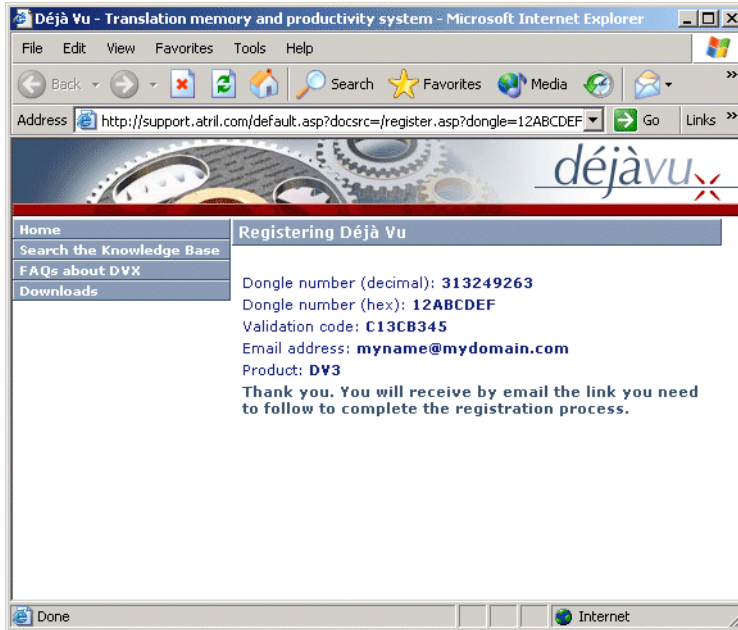 Déjà Vu - Translation memory and productivity system - Microsoft Internet Explorer
File Edit View Favorites Tools Help
Back Search Favorites Media »
Address http://support.atril.com/default.asp?docsrc=/register.asp?dongle=12ABCDEF Go Links »
déjàvu
Home
Search the Knowledge Base
FAQs about DVX
Downloads
Registering Déjà Vu
Dongle number (decimal): 313249263
Dongle number (hex): 12ABCDEF
Validation code: C13CB345
Email address: myname@mydomain.com
Product: DV3
Thank you. You will receive by email the link you need
to follow to complete the registration process.
Done Internet